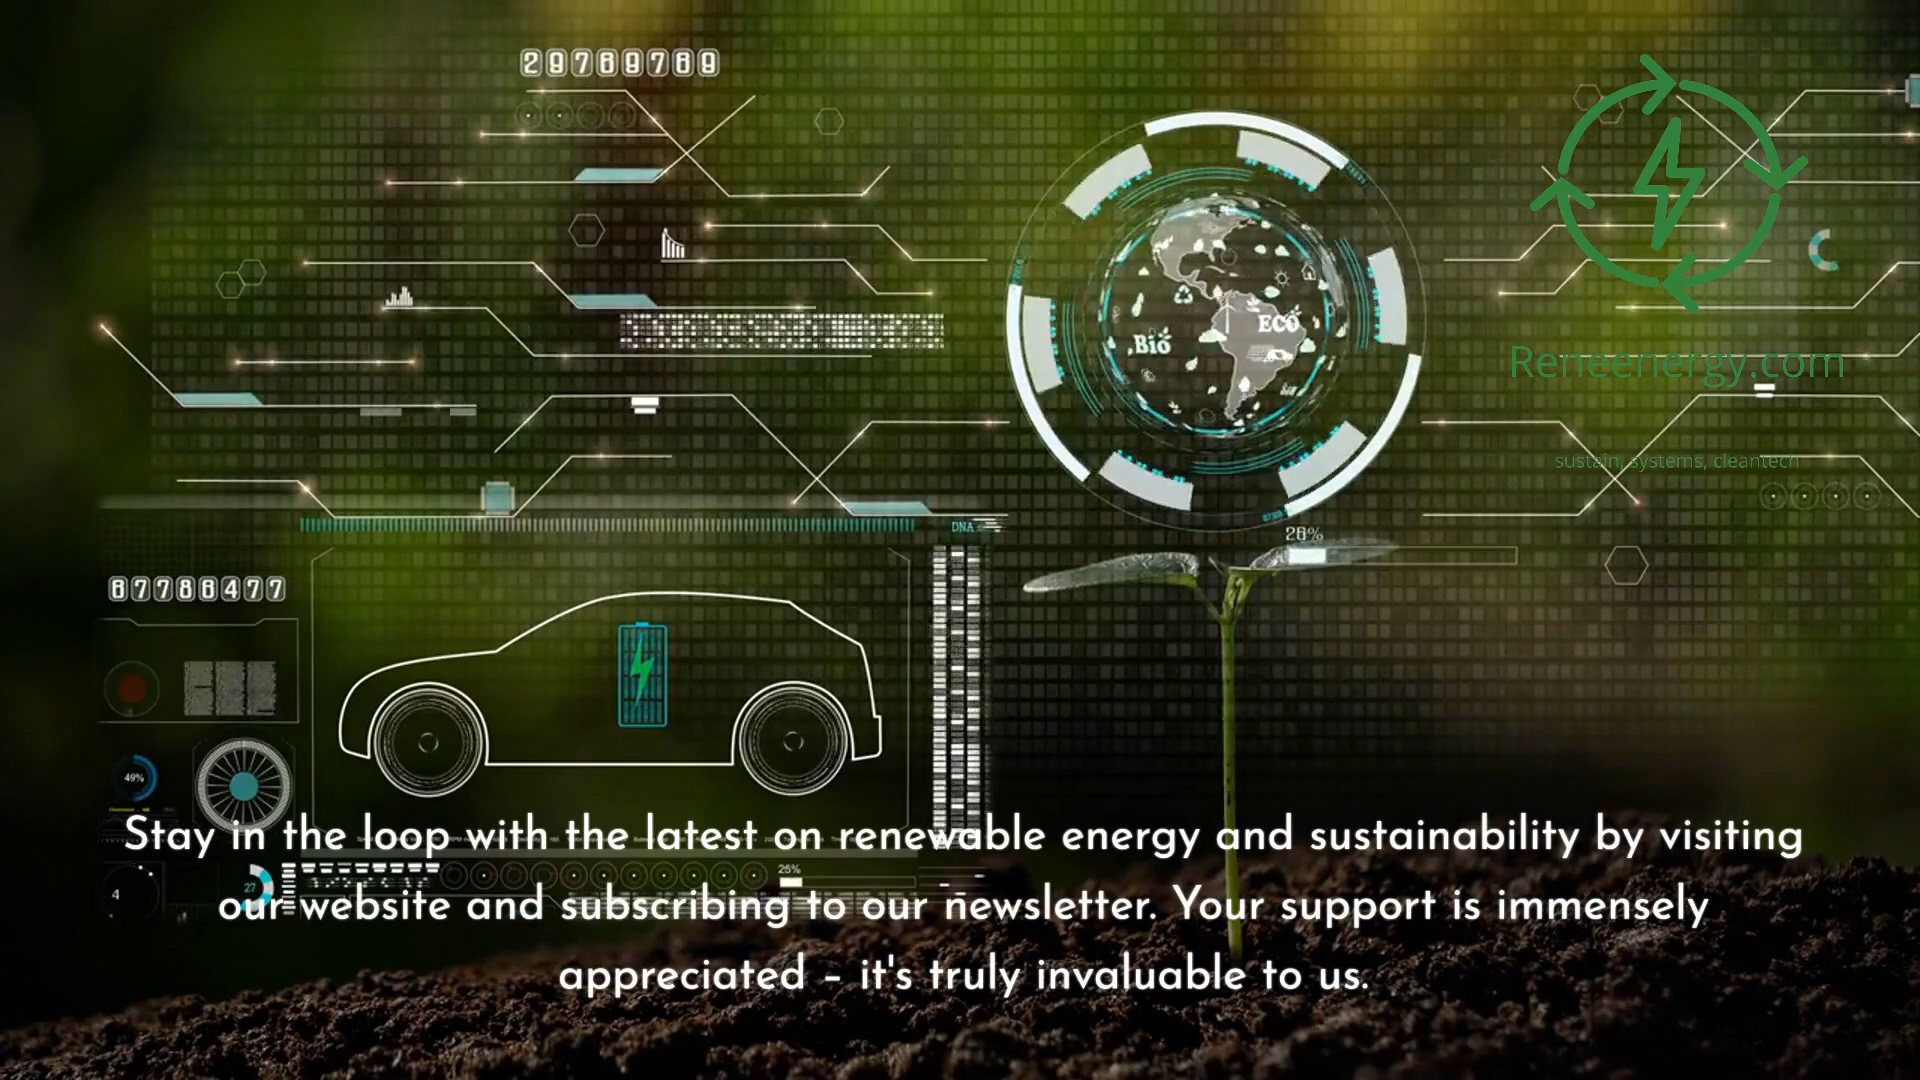 29769769
Reneenergy.com
sustain, systems, cleantech
ECO
Bio
DNA
26%
67786477
49%
Stay in the loop with the latest on renewable energy and sustainability by visiting
25%
4
27
our website and subscribing to our newsletter. Your support is immensely
appreciated – it's truly invaluable to us.